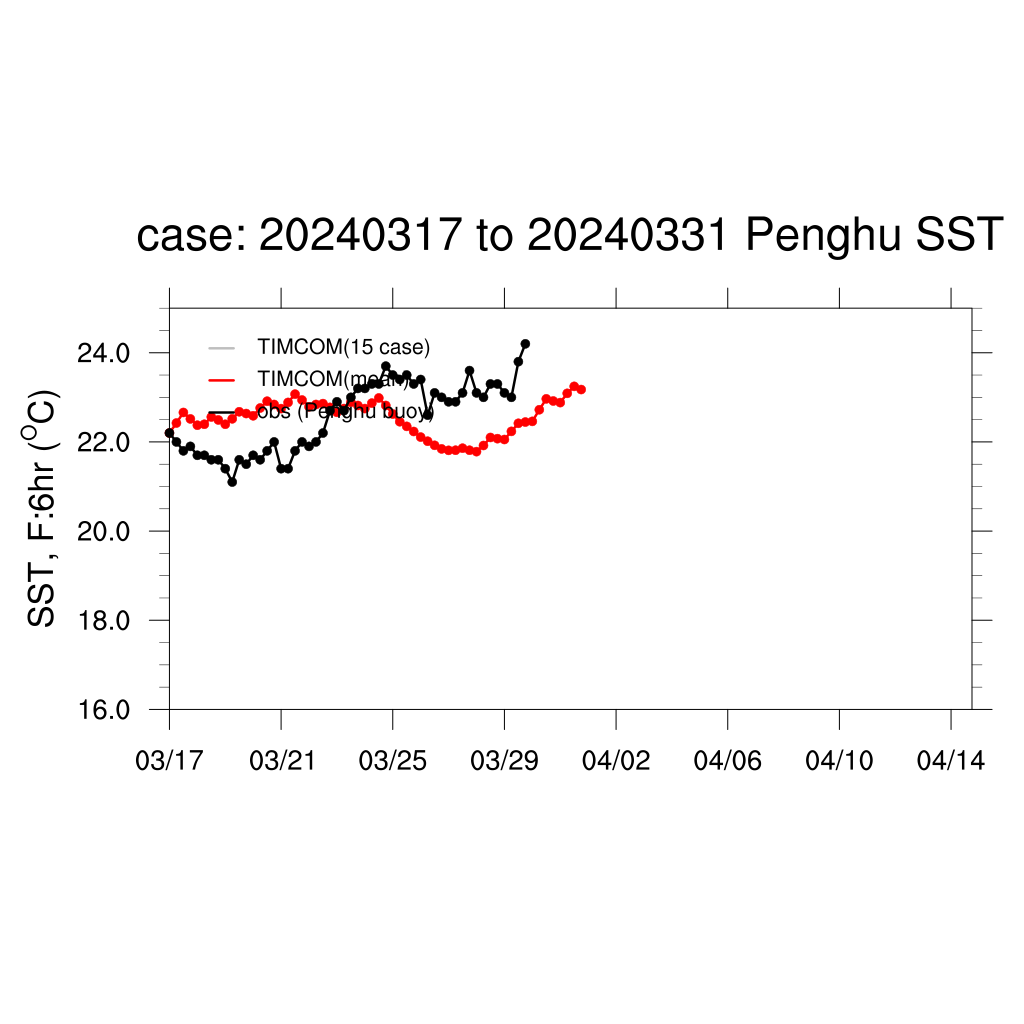 case: 20240317 to 20240331 Penghu SST
SST, F:6hr (°C)
24.0
22.0
20.0
18.0
16.0
TIMCOM(15 case)
TIMCOM(mean)
obs (Penghu buoy)
03/17 03/21 03/25 03/29 04/02 04/06 04/10 04/14